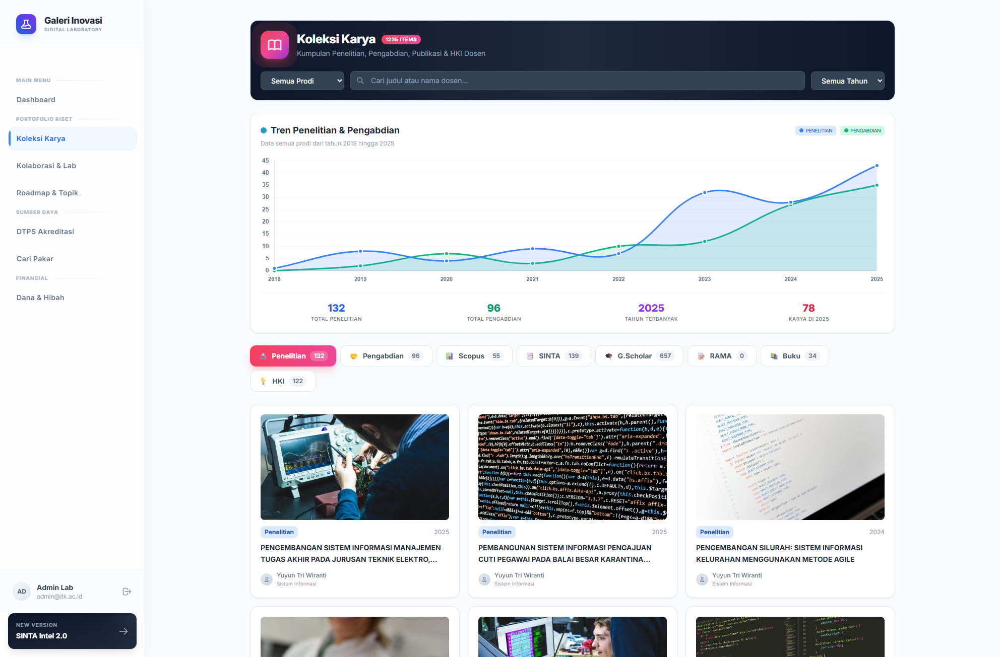 Galeri Inovasi
DIGITAL LABORATORY
MAIN MENU
Dashboard
PORTOFOLIO RISET
Koleksi Karya
Kolaborasi & Lab
Roadmap & Topik
SUMBER DAYA
DTPS Akreditasi
Cari Pakar
FINANSIAL
Dana & Hibah
AD
Admin Lab
admin@itk.ac.id
NEW VERSION
SINTA Intel 2.0
Koleksi Karya
1235 ITEMS
Kumpulan Penelitian, Pengabdian, Publikasi & HKI Dosen
Semua Prodi
Cari judul atau nama dosen...
Semua Tahun
Tren Penelitian & Pengabdian
PENELITIAN
PENGABDIAN
Data semua prodi dari tahun 2018 hingga 2025
45
40
35
30
25
20
15
10
5
0
2018 2019 2020 2021 2022 2023 2024 2025
132
TOTAL PENELITIAN
96
TOTAL PENGABDIAN
2025
TAHUN TERBANYAK
78
KARYA DI 2025
Penelitian 132
Pengabdian 96
Scopus 55
SINTA 139
G.Scholar 657
RAMA 0
Buku 34
HKI 122
Penelitian
2025
PENGEMBANGAN SISTEM INFORMASI MANAJEMEN
TUGAS AKHIR PADA JURUSAN TEKNIK ELEKTRO,...
Yuyun Tri Wiranti
Sistem Informasi
Penelitian
2025
PEMBANGUNAN SISTEM INFORMASI PENGAJUAN
CUTI PEGAWAI PADA BALAI BESAR KARANTINA...
Yuyun Tri Wiranti
Sistem Informasi
Penelitian
2024
PENGEMBANGAN SILURAH: SISTEM INFORMASI
KELURAHAN MENGGUNAKAN METODE AGILE
Yuyun Tri Wiranti
Sistem Informasi